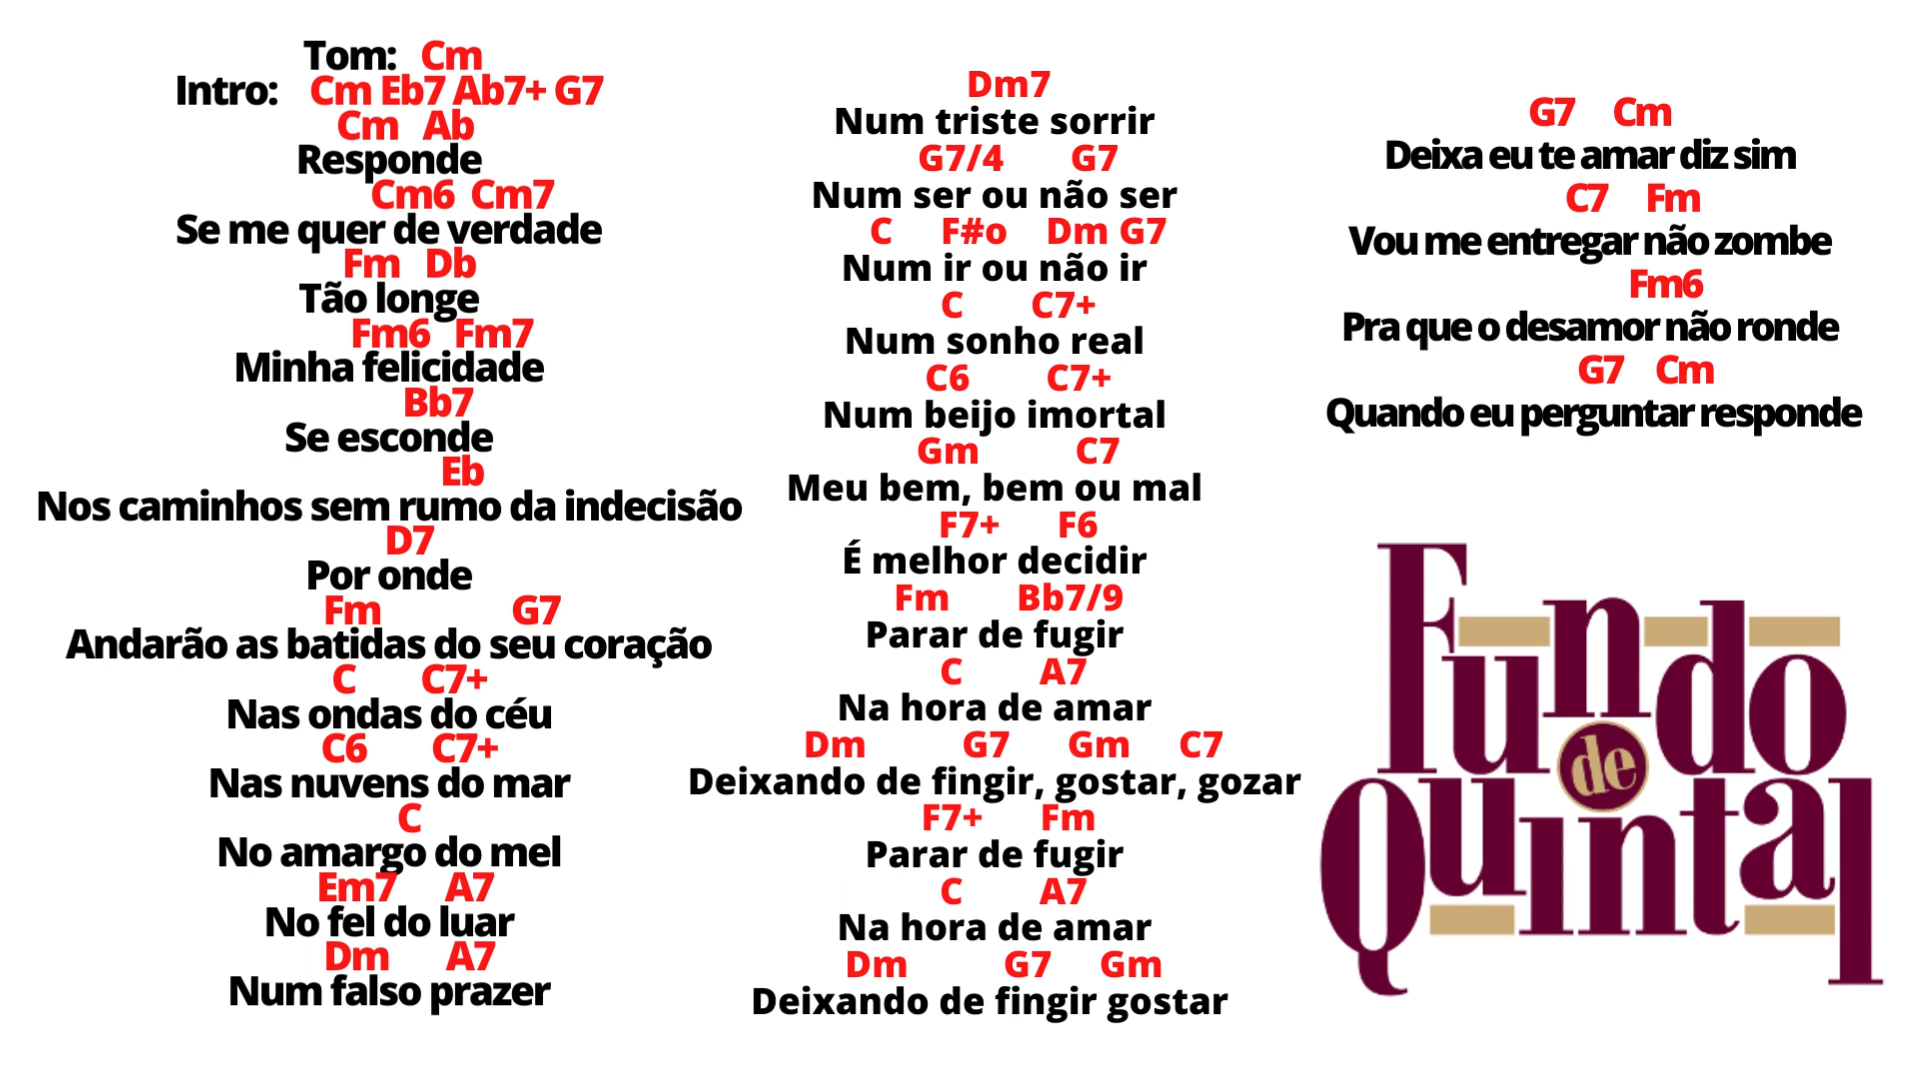 Tom: Cm
Intro: Cm Eb7 Ab7+ G7
Cm Ab
Responde
Cm6 Cm7
Se me quer de verdade
Fm Db
Tão longe
Fm6 Fm7
Minha felicidade
Bb7
Se esconde
Eb
Nos caminhos sem rumo da indecisão
D7
Por onde
Fm G7
Andarão as batidas do seu coração
C C7+
Nas ondas do céu
C6 C7+
Nas nuvens do mar
C
No amargo do mel
Em7 A7
No fel do luar
Dm A7
Num falso prazer
Dm7
Num triste sorrir
G7/4 G7
Num ser ou não ser
C F#o Dm G7
Num ir ou não ir
C C7+
Num sonho real
C6 C7+
Num beijo imortal
Gm C7
Meu bem, bem ou mal
F7+ F6
É melhor decidir
Fm Bb7/9
Parar de fugir
C A7
Na hora de amar
Dm G7 Gm C7
Deixando de fingir, gostar, gozar
F7+ Fm
Parar de fugir
C A7
Na hora de amar
Dm G7 Gm
Deixando de fingir gostar
G7 Cm
Deixa eu te amar diz sim
C7 Fm
Vou me entregar não zombe
Fm6
Pra que o desamor não ronde
G7 Cm
Quando eu perguntar responde
Fundo
de
Quintal